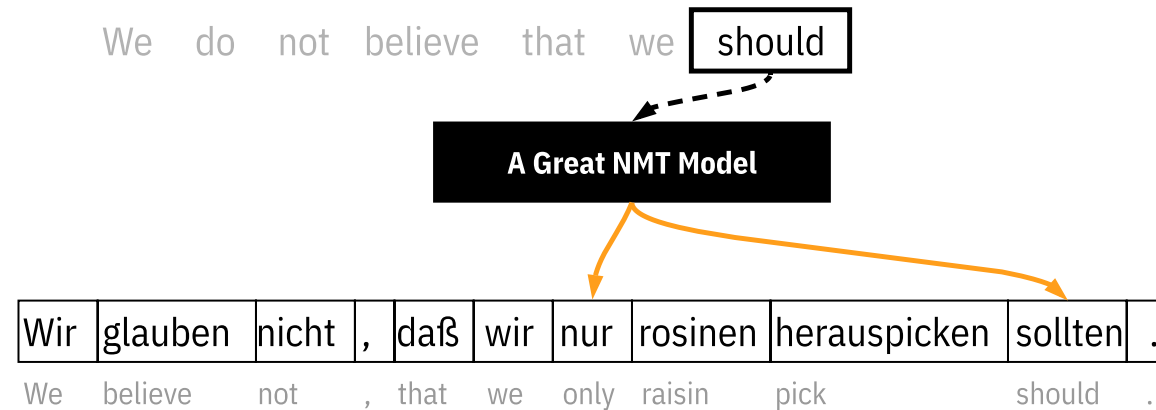 We do not believe that we should
A Great NMT Model
Wir glauben nicht , daß wir nur rosinen herauspicken sollten .
We believe not , that we only raisin pick should .